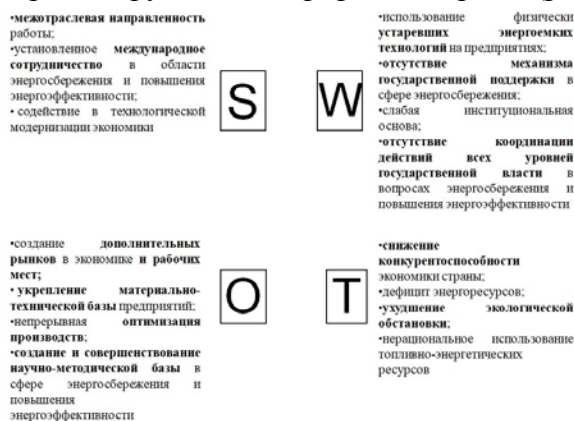 •межотраслевая направленность
работы;
•установленное международное
сотрудничество в области
энергосбережения и повышения
энергоэффективности;
• содействие в технологической
модернизации экономики
S
W
•использование физически
устаревших энергоемких
технологий на предприятиях;
•отсутствие механизма
государственной поддержки в
сфере энергосбережения;
•слабая институциональная
основа;
•отсутствие координации
действий всех уровней
государственной власти в
вопросах энергосбережения и
повышения энергоэффективности
•создание дополнительных
рынков в экономике и рабочих
мест;
• укрепление материально-
технической базы предприятий;
•непрерывная оптимизация
производств;
•создание и совершенствование
научно-методической базы в
сфере энергосбережения и
повышения
энергоэффективности
O
T
•снижение
конкурентоспособности
экономики страны;
•дефицит энергоресурсов;
•ухудшение экологической
обстановки;
•нерациональное использование
топливно-энергетических
ресурсов